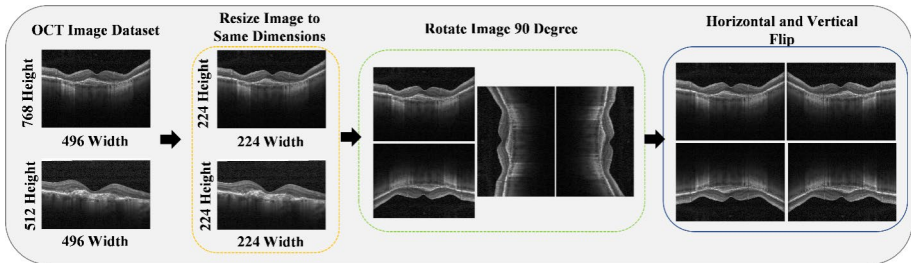 OCT Image Dataset
768 Height
496 Width
512 Height
496 Width
Resize Image to
Same Dimensions
224 Height
224 Width
224 Height
224 Width
Rotate Image 90 Degree
Horizontal and Vertical
Flip